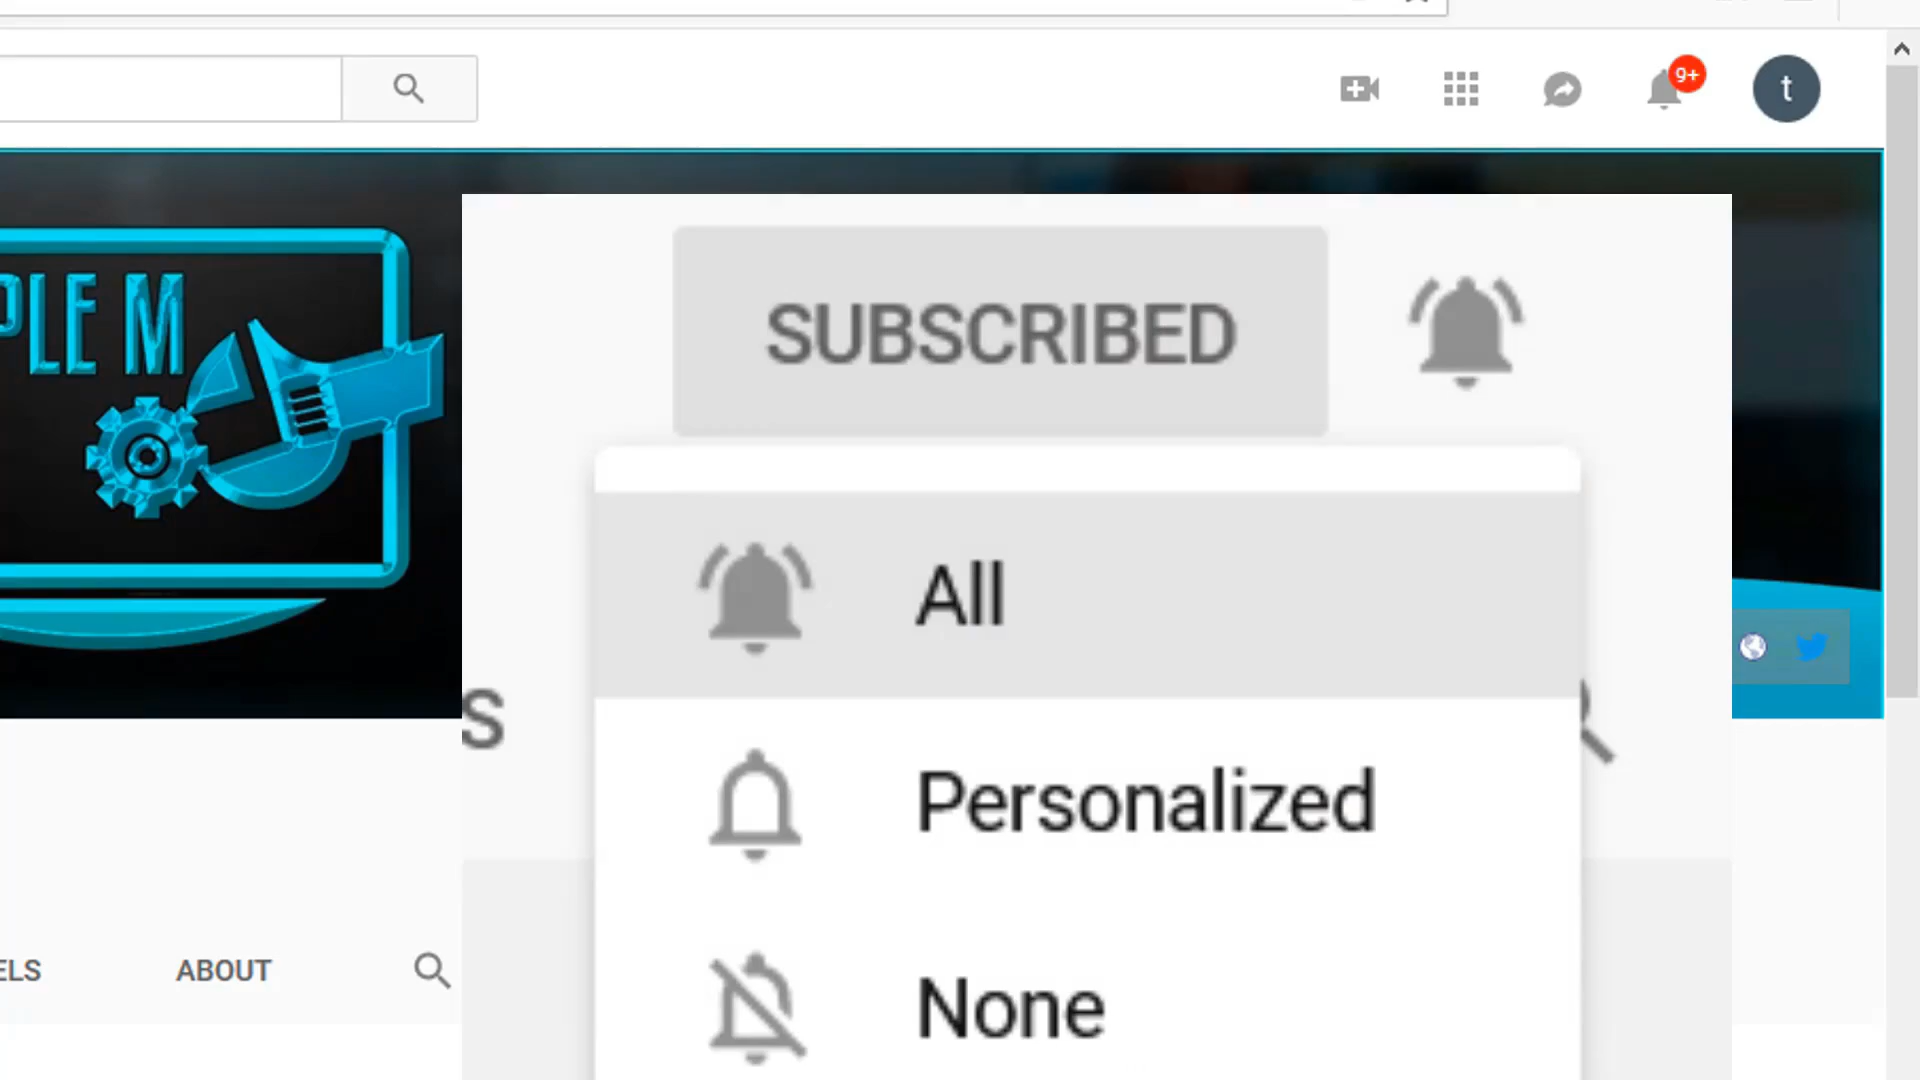 9+
t
PLE M
SUBSCRIBED
All
S
Personalized
ELS
ABOUT
None